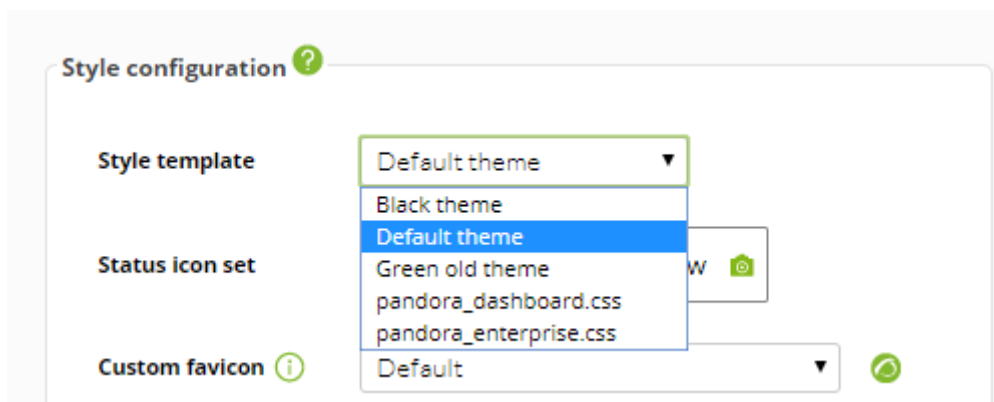 Style configuration ?
Style template
Default theme
Black theme
Default theme
Green old theme
pandora_dashboard.css
pandora_enterprise.css
Status icon set
Custom favicon i
Default